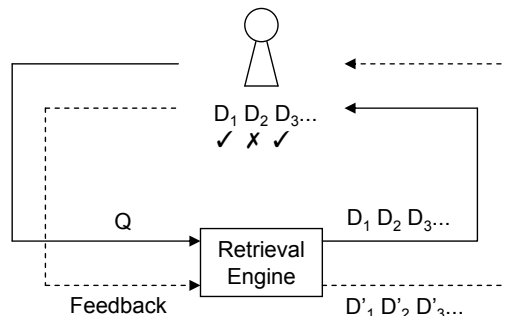 D₁ D₂ D₃...
✓ ✗ ✓
Q
D₁ D₂ D₃...
Retrieval
Engine
Feedback
D'₁ D'₂ D'₃...